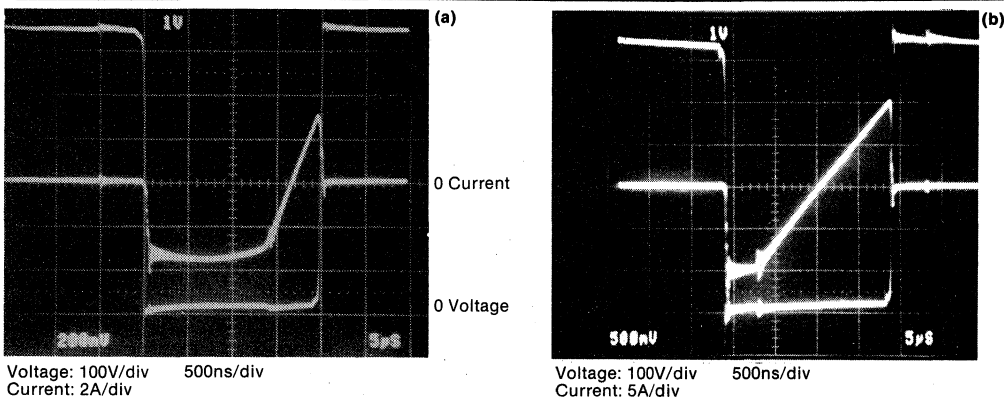 (a)
1V
0 Current
0 Voltage
200mV 5µS
Voltage: 100V/div 500ns/div
Current: 2A/div
(b)
1V
500mV 5µS
Voltage: 100V/div 500ns/div
Current: 5A/div